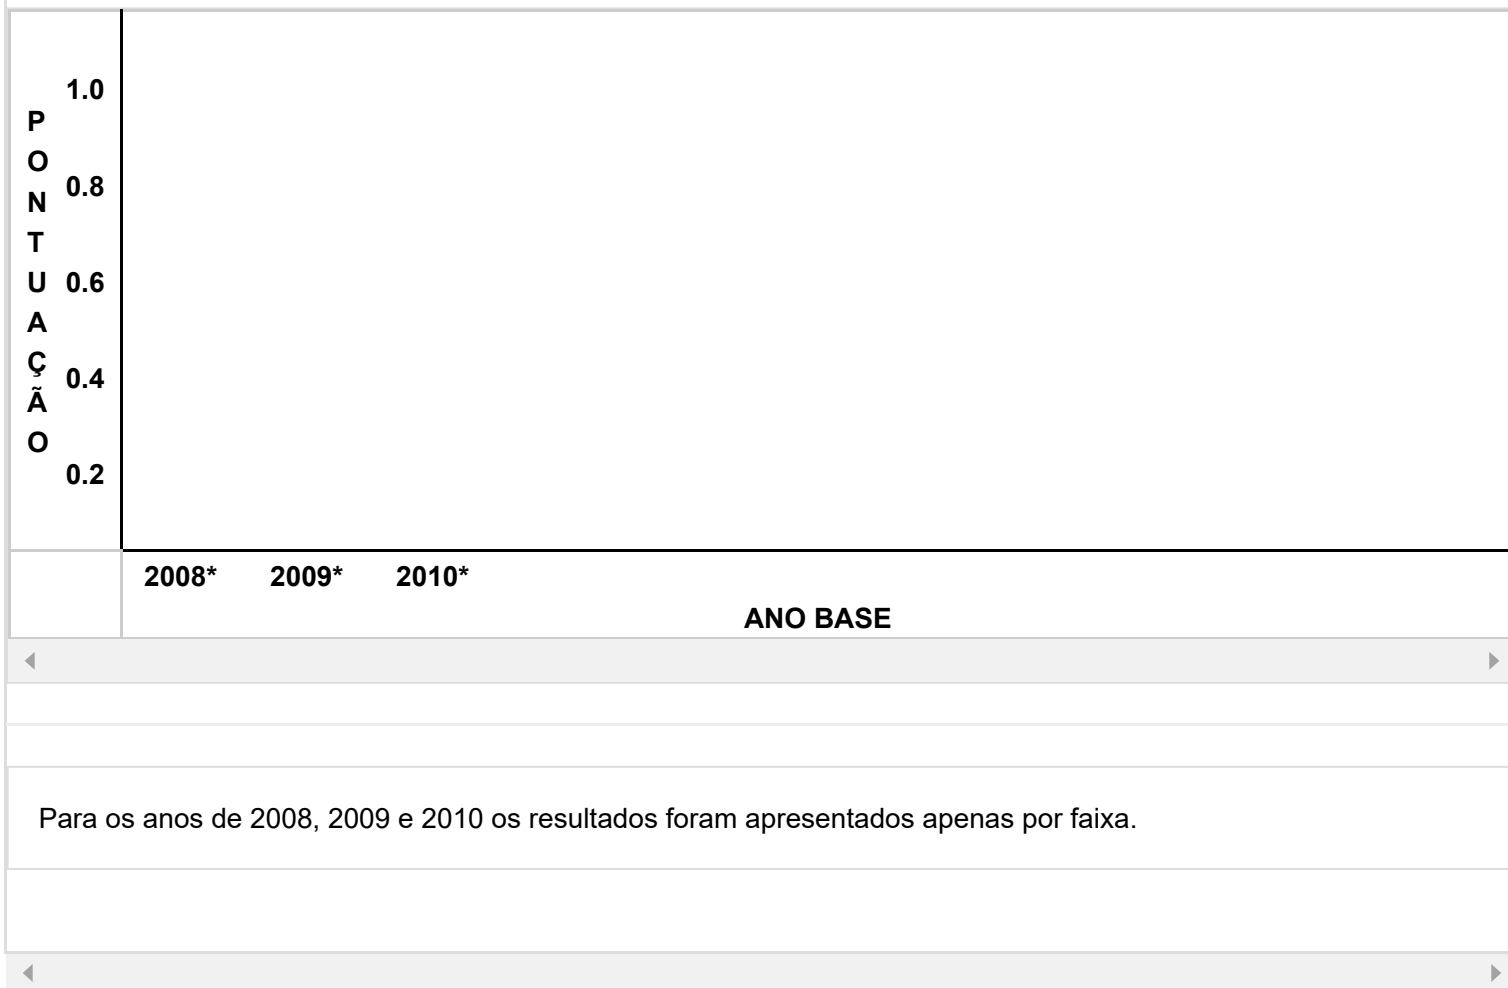 PONTUAÇÃO
1.0
0.8
0.6
0.4
0.2
2008* 2009* 2010*
ANO BASE
Para os anos de 2008, 2009 e 2010 os resultados foram apresentados apenas por faixa.